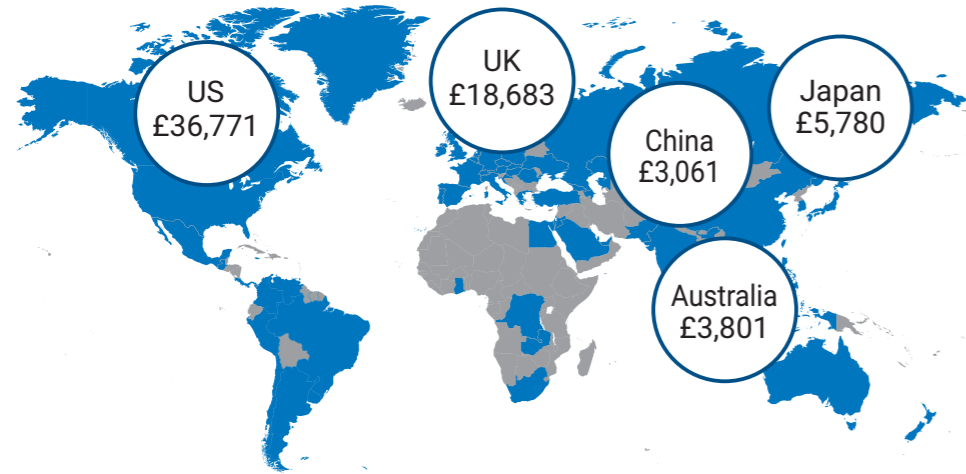 US
£36,771
UK
£18,683
China
£3,061
Japan
£5,780
Australia
£3,801